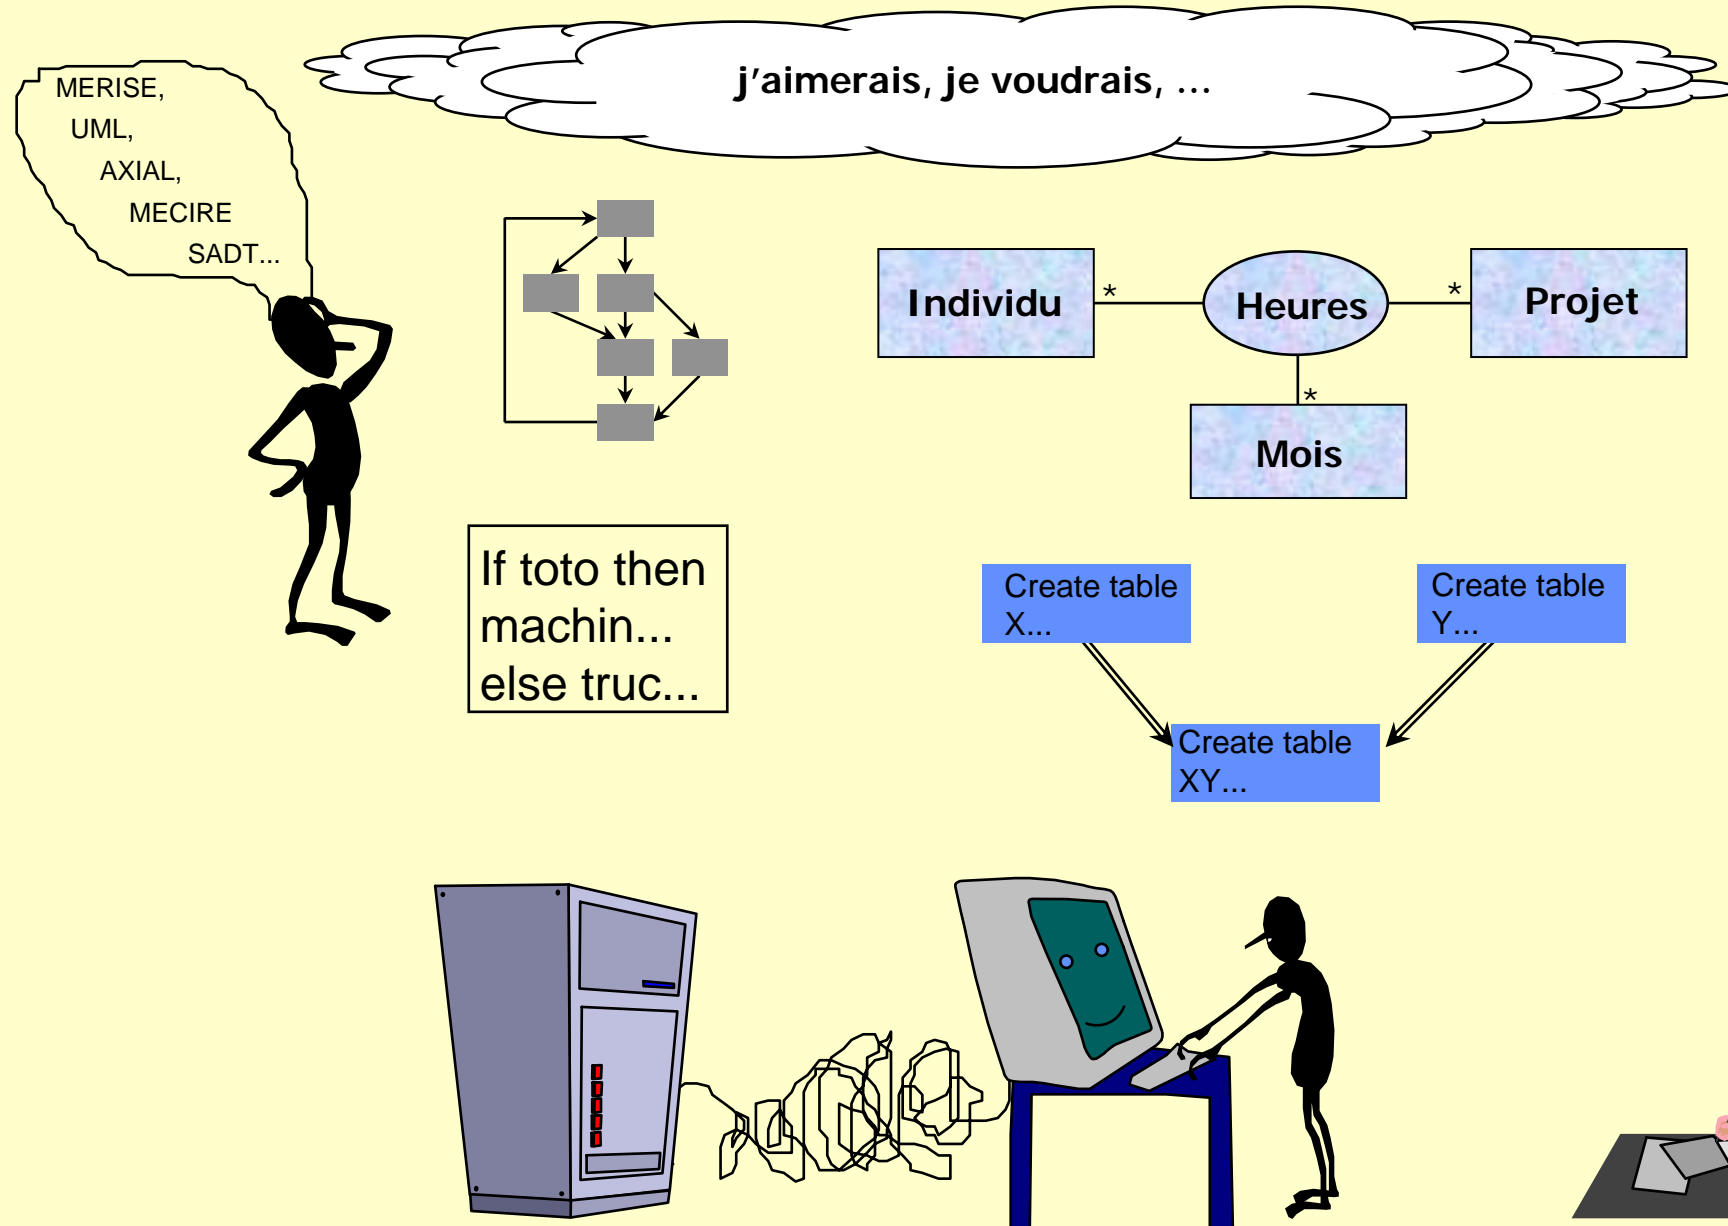 j'aimerais, je voudrais, ...
MERISE,
UML,
AXIAL,
MECIRE
SADT...
Individu
*
Heures
*
Projet
*
Mois
If toto then
machin...
else truc...
Create table
X...
Create table
Y...
Create table
XY...